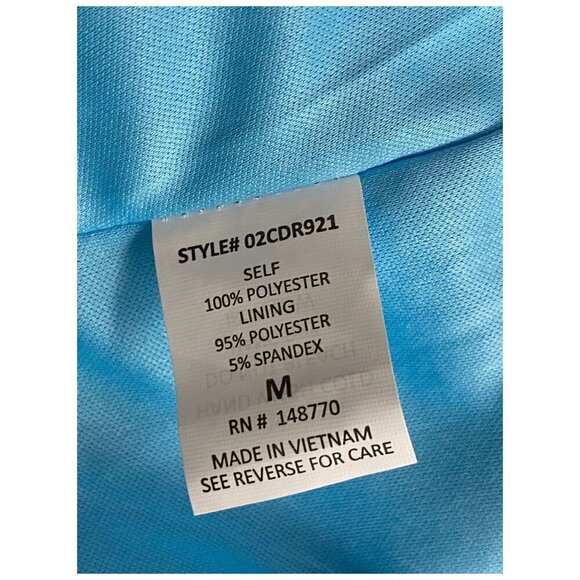 STYLE# 02CDR921
SELF
100% POLYESTER
LINING
95% POLYESTER
5% SPANDEX
M
RN # 148770
MADE IN VIETNAM
SEE REVERSE FOR CARE